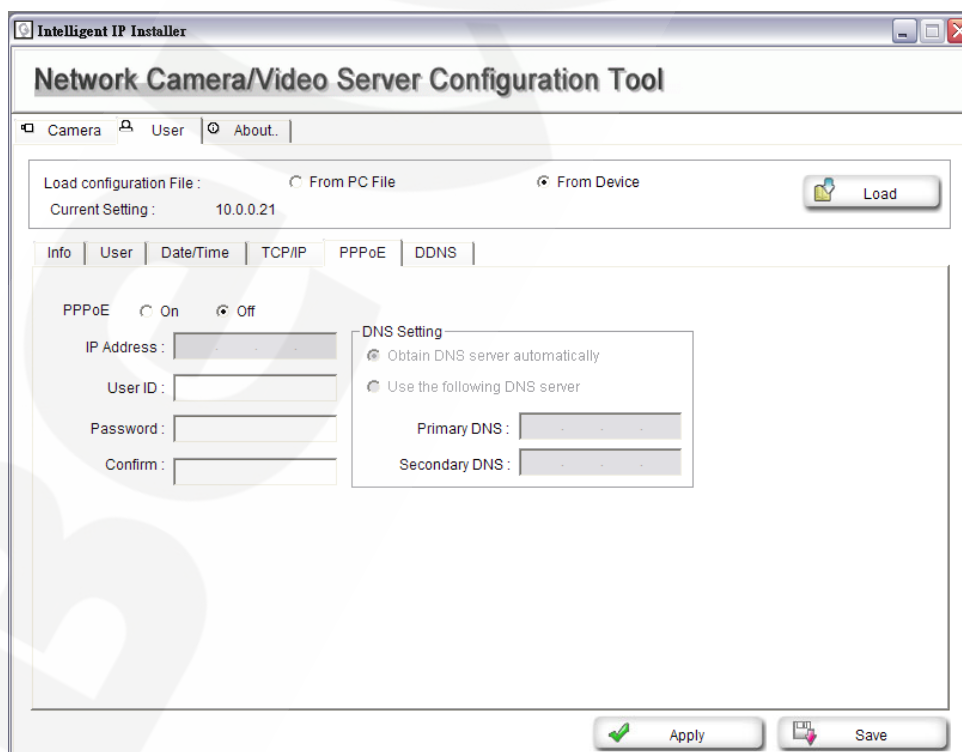 Intelligent IP Installer
Network Camera/Video Server Configuration Tool
Camera User About..
Load configuration File : From PC File From Device Load
Current Setting : 10.0.0.21
Info User Date/Time TCP/IP PPPoE DDNS
PPPoE On Off
DNS Setting
IP Address : Obtain DNS server automatically
User ID : Use the following DNS server
Password : Primary DNS :
Confirm : Secondary DNS :
Apply Save